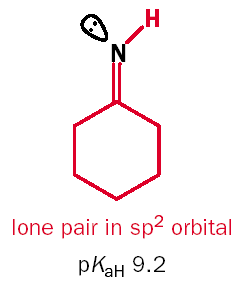 H
N
lone pair in sp² orbital
pKaH 9.2